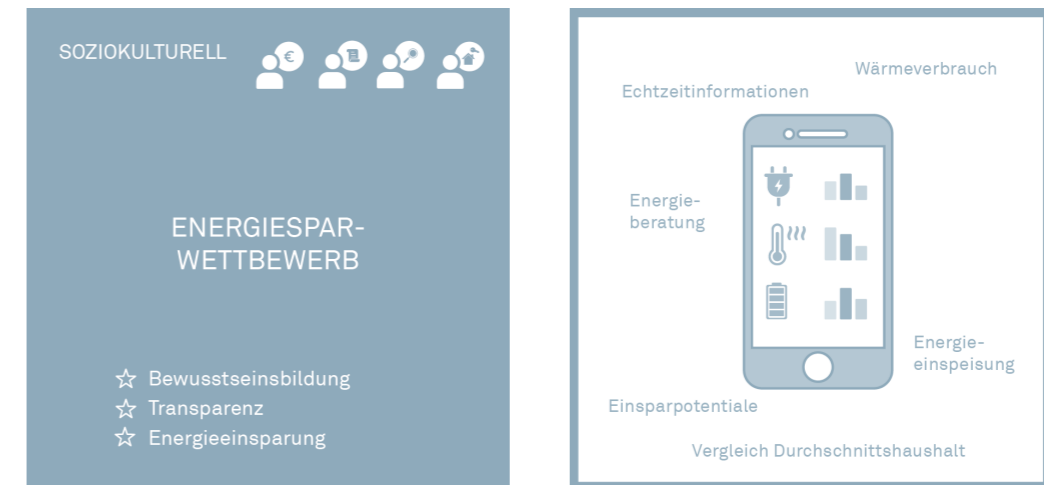 SOZIOKULTURELL
€
ENERGIESPAR-
WETTBEWERB
Bewusstseinsbildung
Transparenz
Energieeinsparung
Wärmeverbrauch
Echtzeitinformationen
Energie-
beratung
Energie-
einspeisung
Einsparpotentiale
Vergleich Durchschnittshaushalt